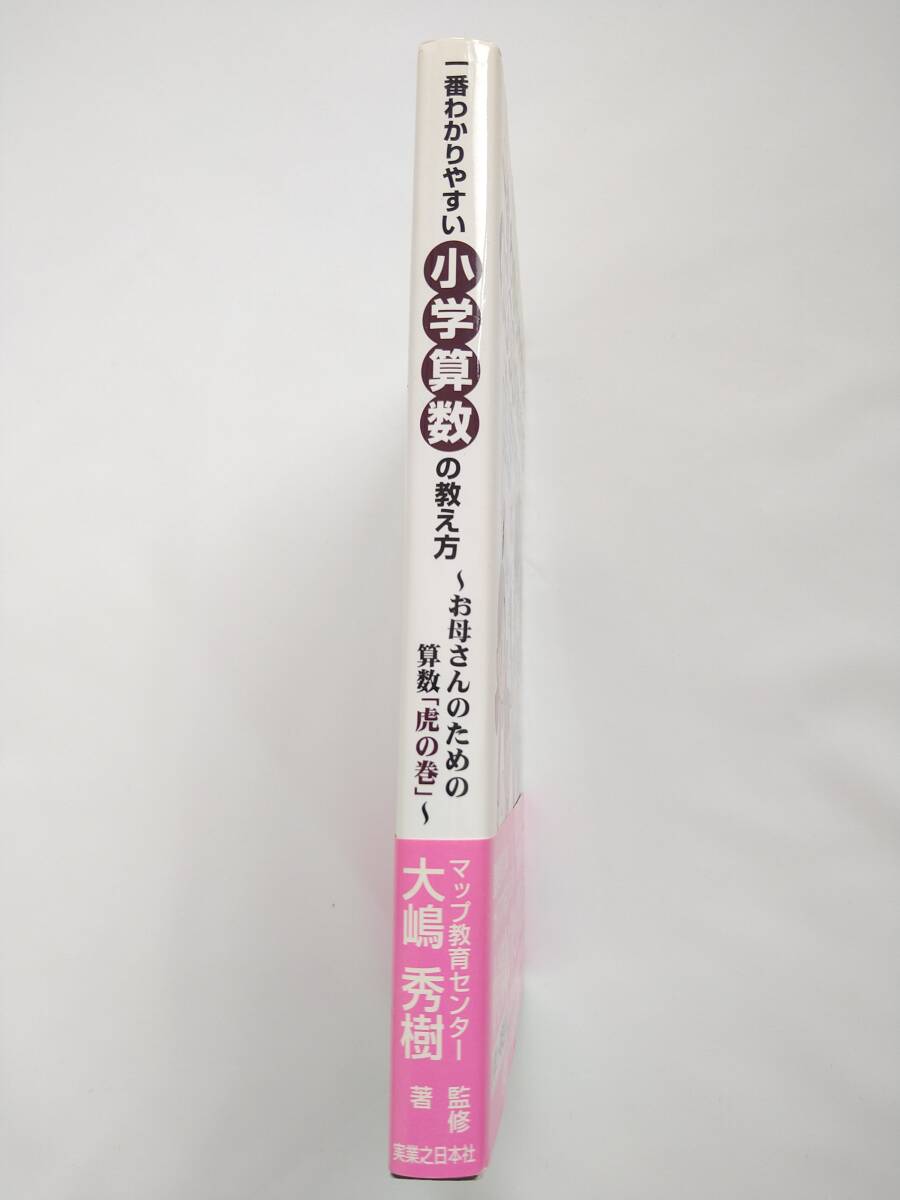 一番わかりやすい小学算数の教え方
～お母さんのための
算数「虎の巻」～
マップ教育センター 監修
大嶋 秀樹 著
実業之日本社